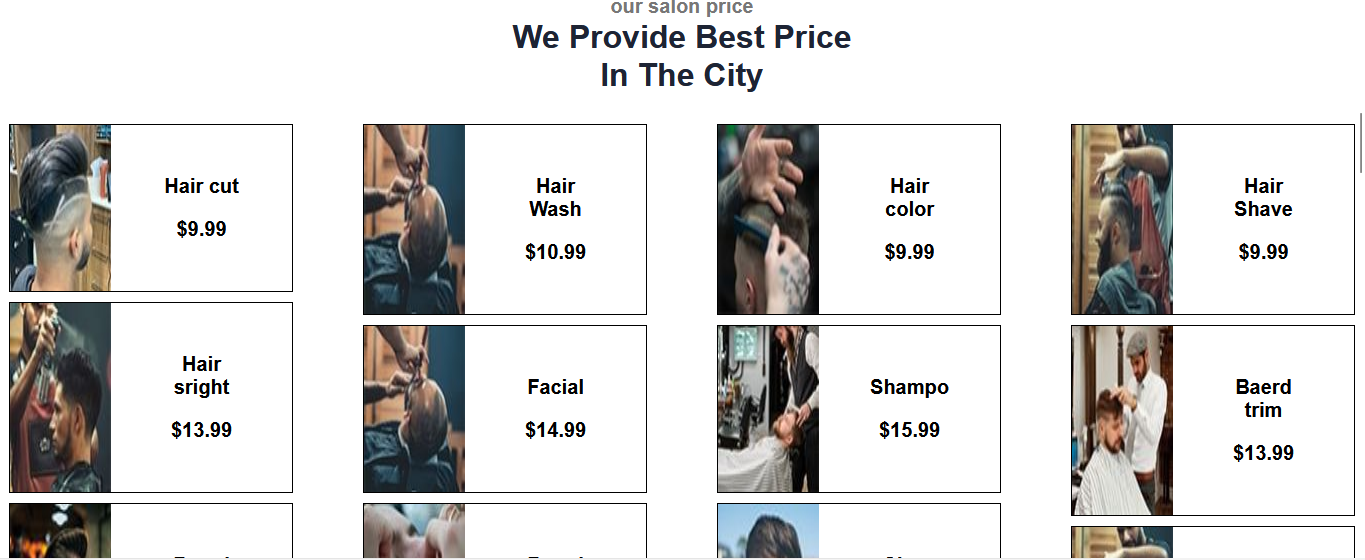 our salon price
We Provide Best Price
In The City
Hair cut
$9.99
Hair
Wash
$10.99
Hair
color
$9.99
Hair
Shave
$9.99
Hair
sright
$13.99
Facial
$14.99
Shampo
$15.99
Baerd
trim
$13.99